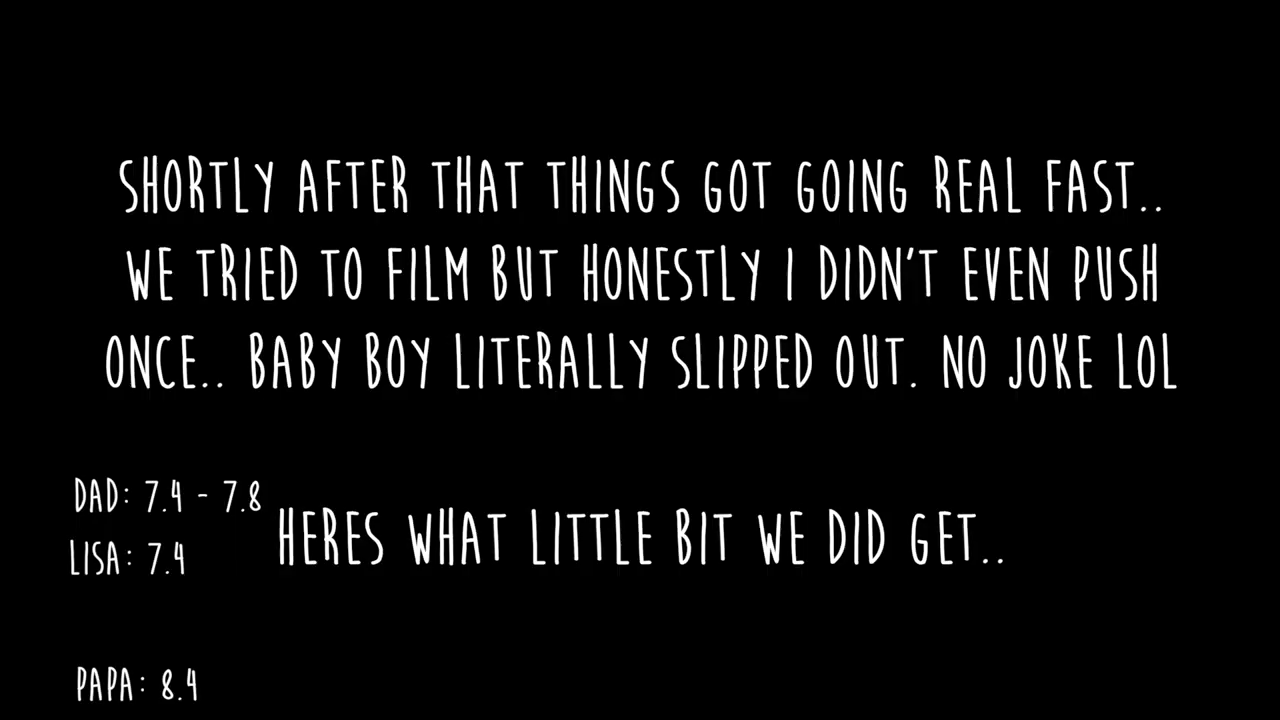 SHORTLY AFTER THAT THINGS GOT GOING REAL FAST..
WE TRIED TO FILM BUT HONESTLY I DIDN'T EVEN PUSH
ONCE.. BABY BOY LITERALLY SLIPPED OUT. NO JOKE LOL
DAD: 7.4 - 7.8
HERES WHAT LITTLE BIT WE DID GET..
LISA: 7.4
PAPA: 8.4